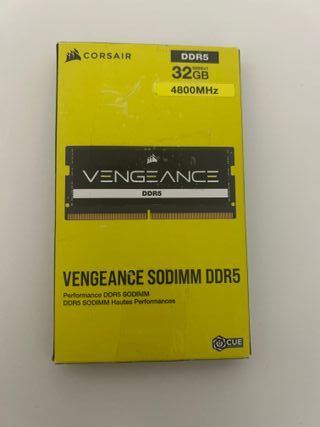 CORSAIR
DDR5
32GB
4800MHz
VENGEANCE
DDR5
VENGEANCE SODIMM DDR5
Performance DDR5 SODIMM
DDR5 SODIMM Hautes Performances
iCUE